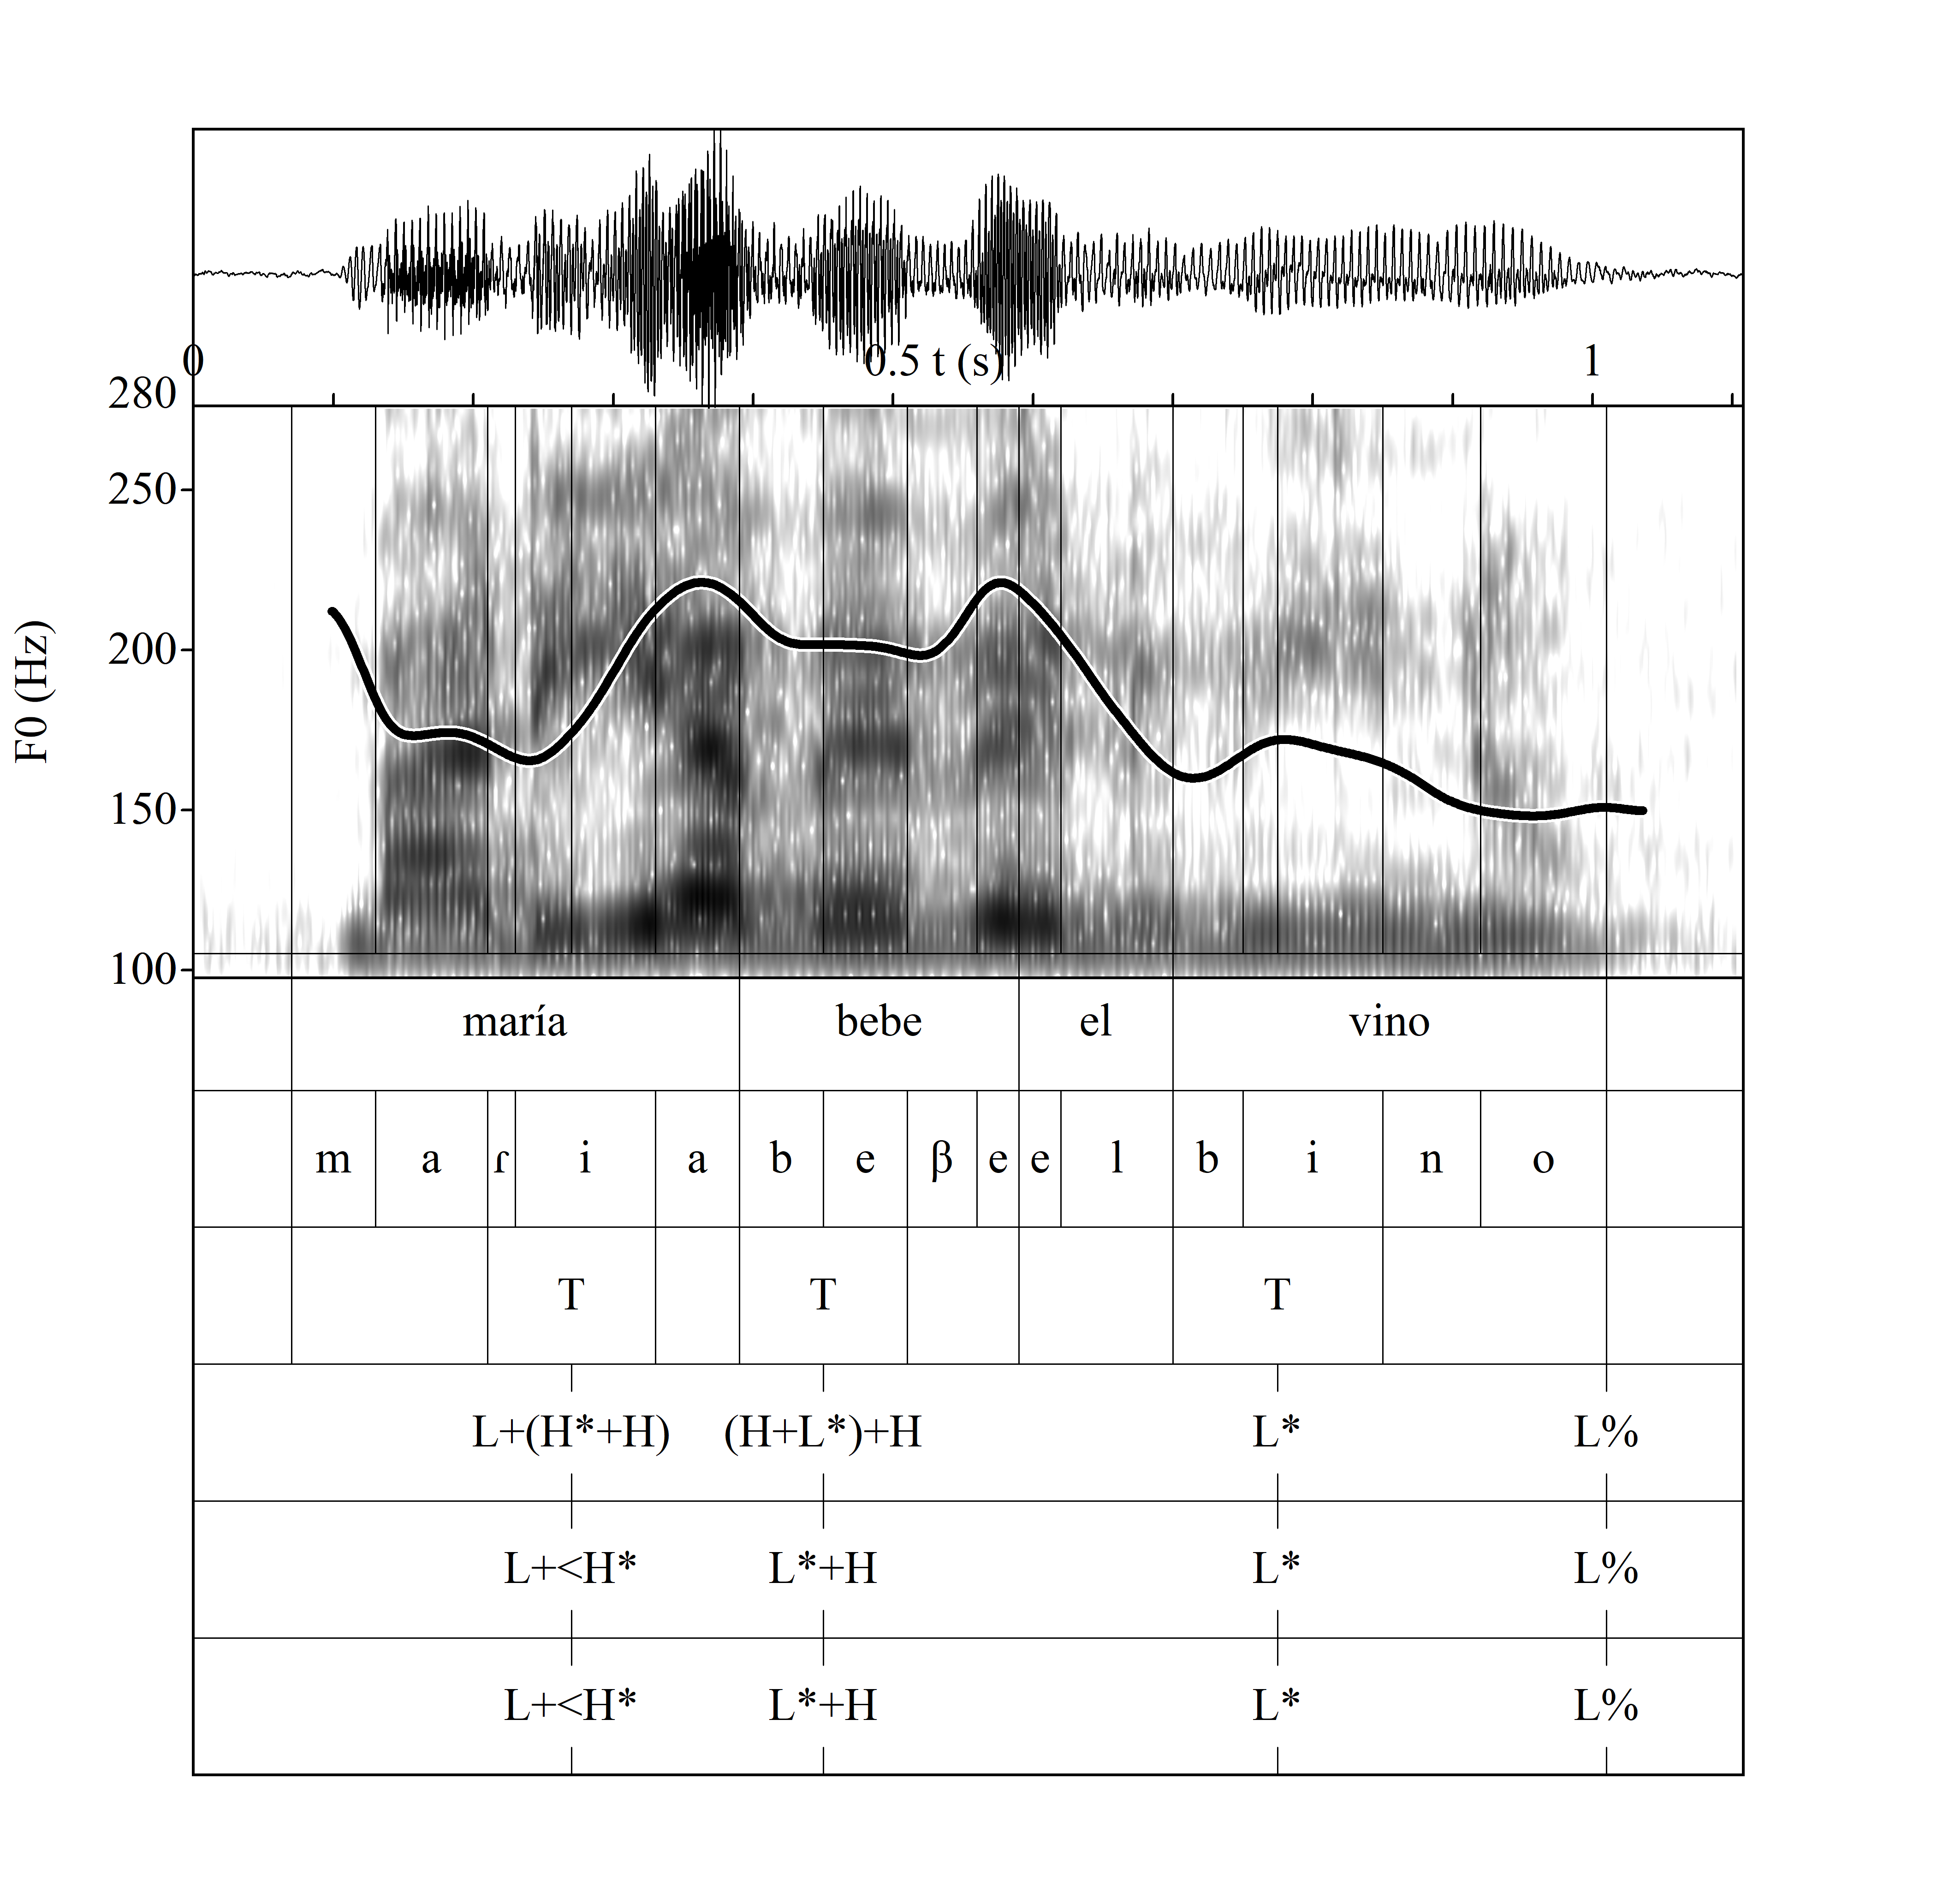 0 0.5 t (s) 1
280
250
200
150
100
F0 (Hz)
maría bebe el vino
m a ɾ i a b e β e e l b i n o
T T T
L+(H*+H) (H+L*)+H L* L%
L+<H* L*+H L* L%
L+<H* L*+H L* L%